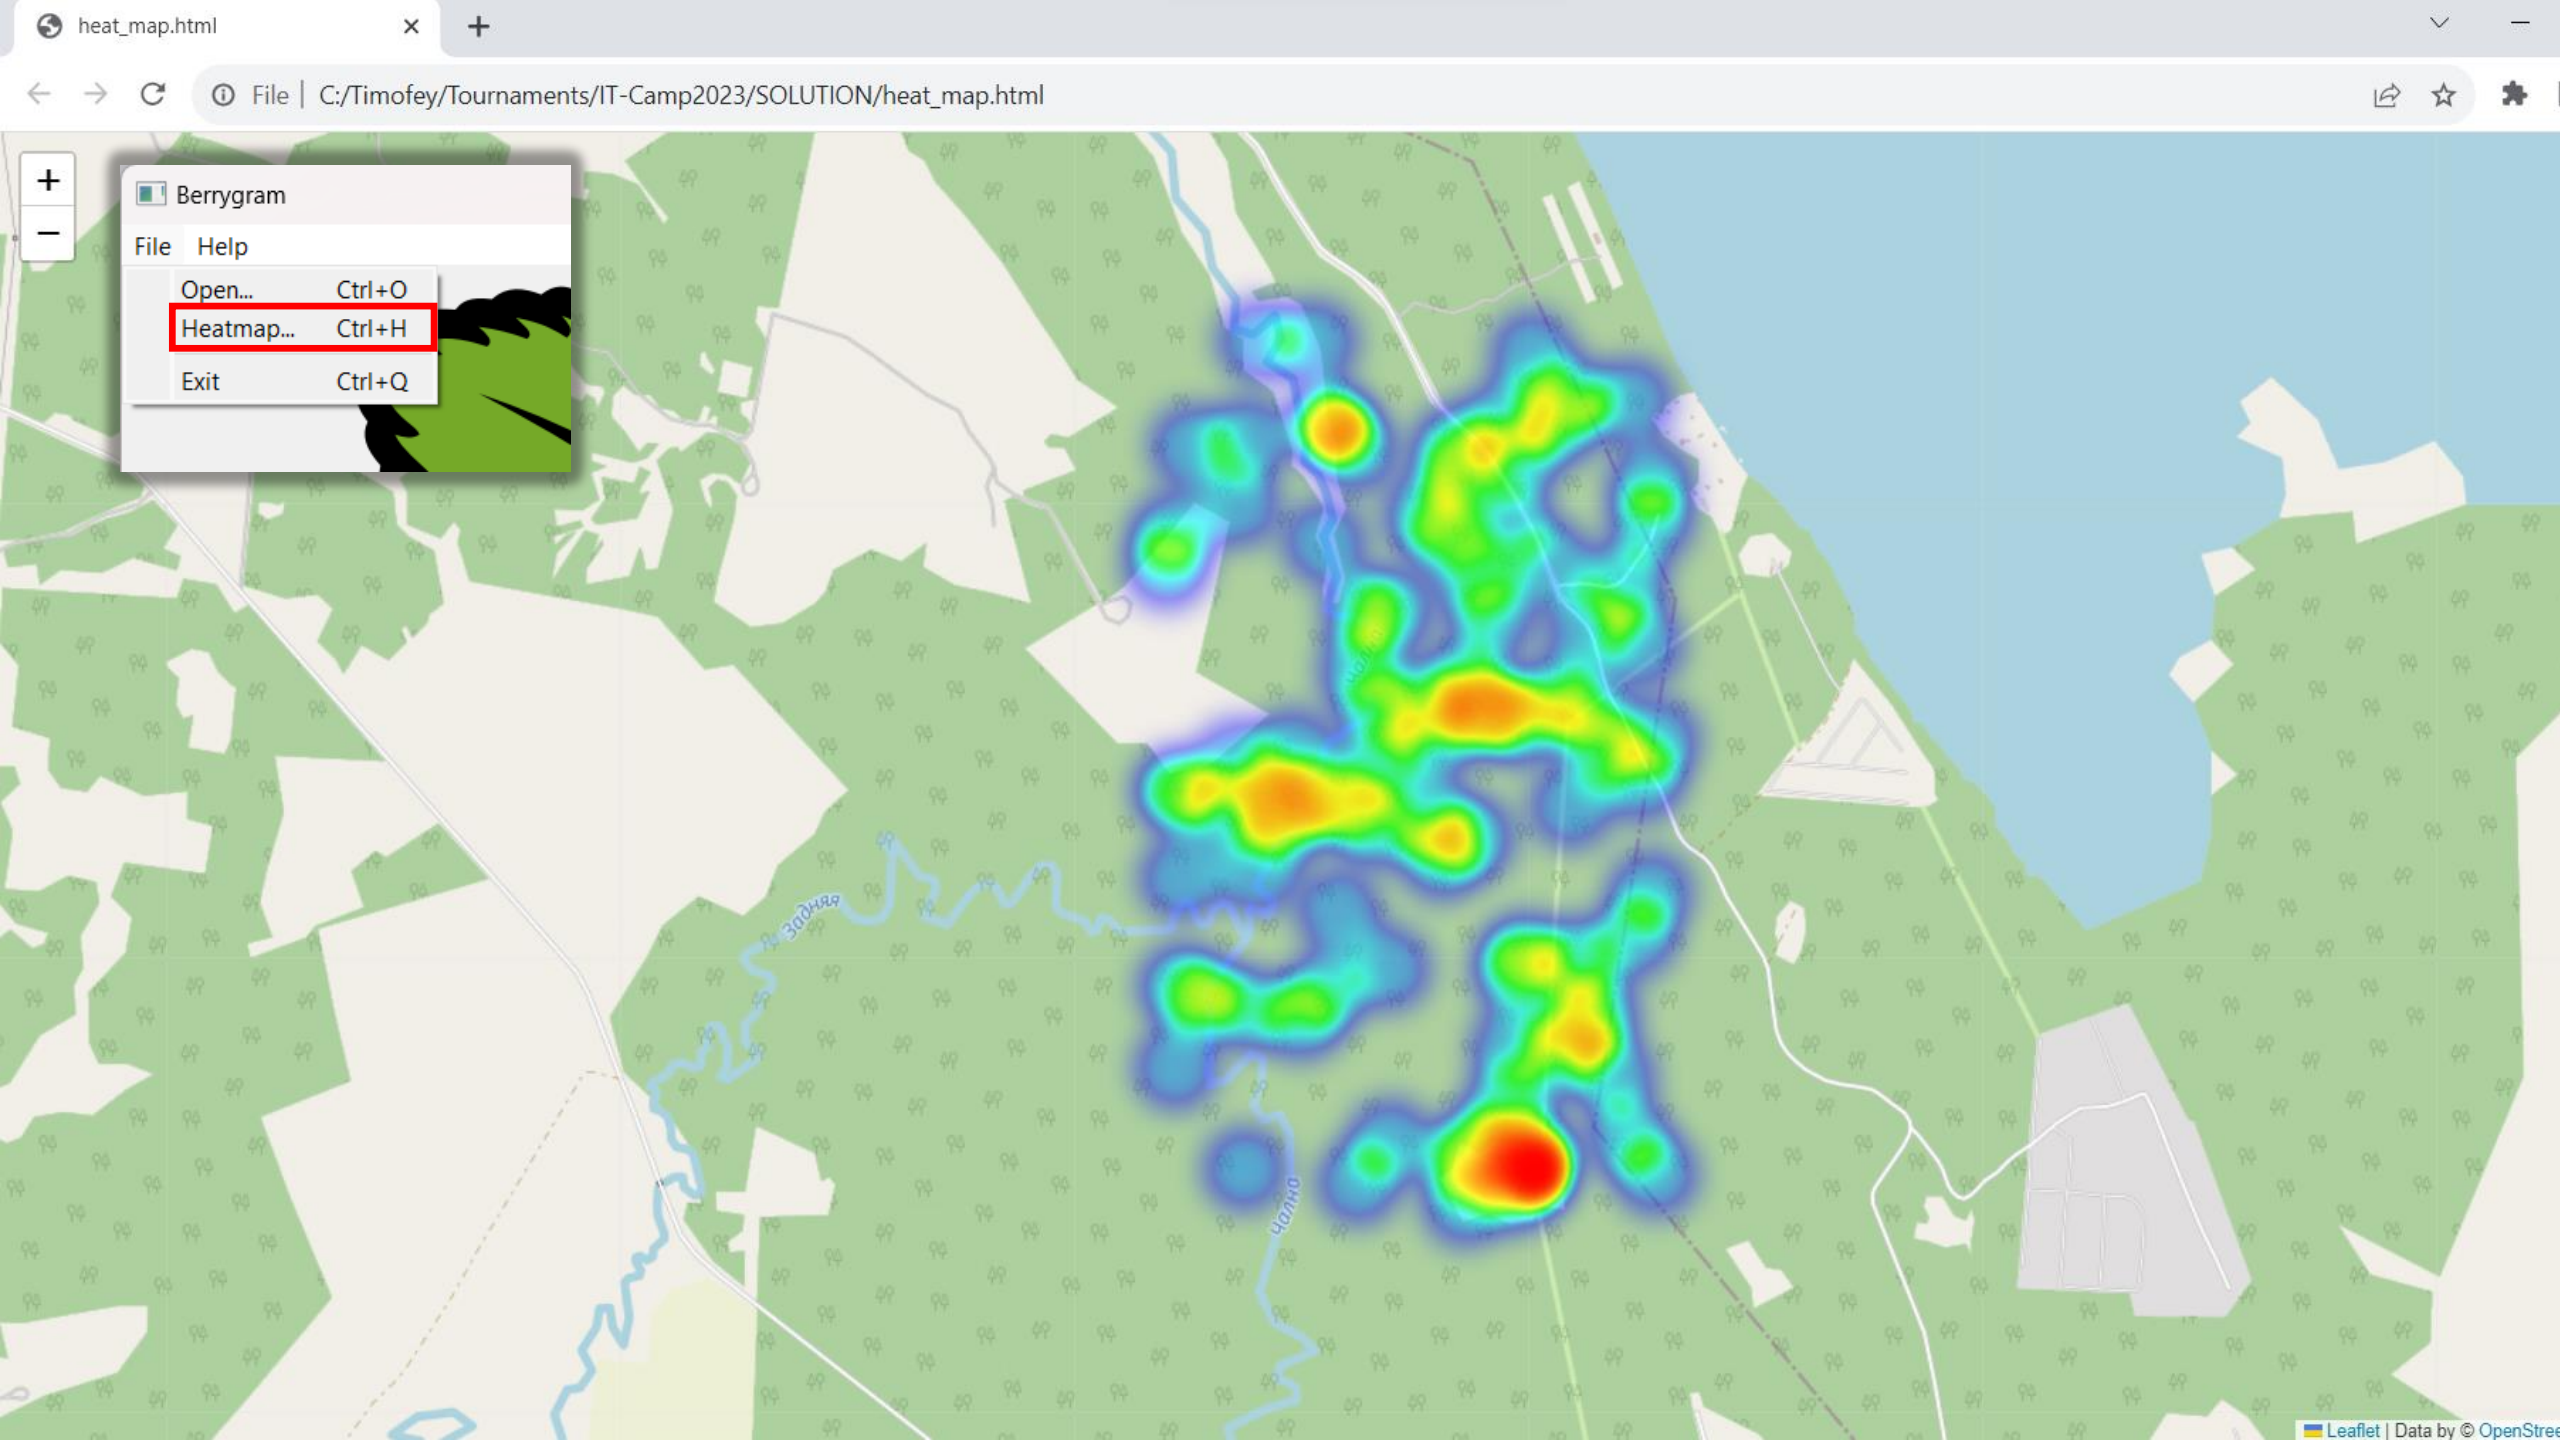 heat_map.html
File | C:/Timofey/Tournaments/IT-Camp2023/SOLUTION/heat_map.html
+
−
Berrygram
File Help
Open... Ctrl+O
Heatmap... Ctrl+H
Exit Ctrl+Q
Задняя
Чална
Leaflet | Data by © OpenStree